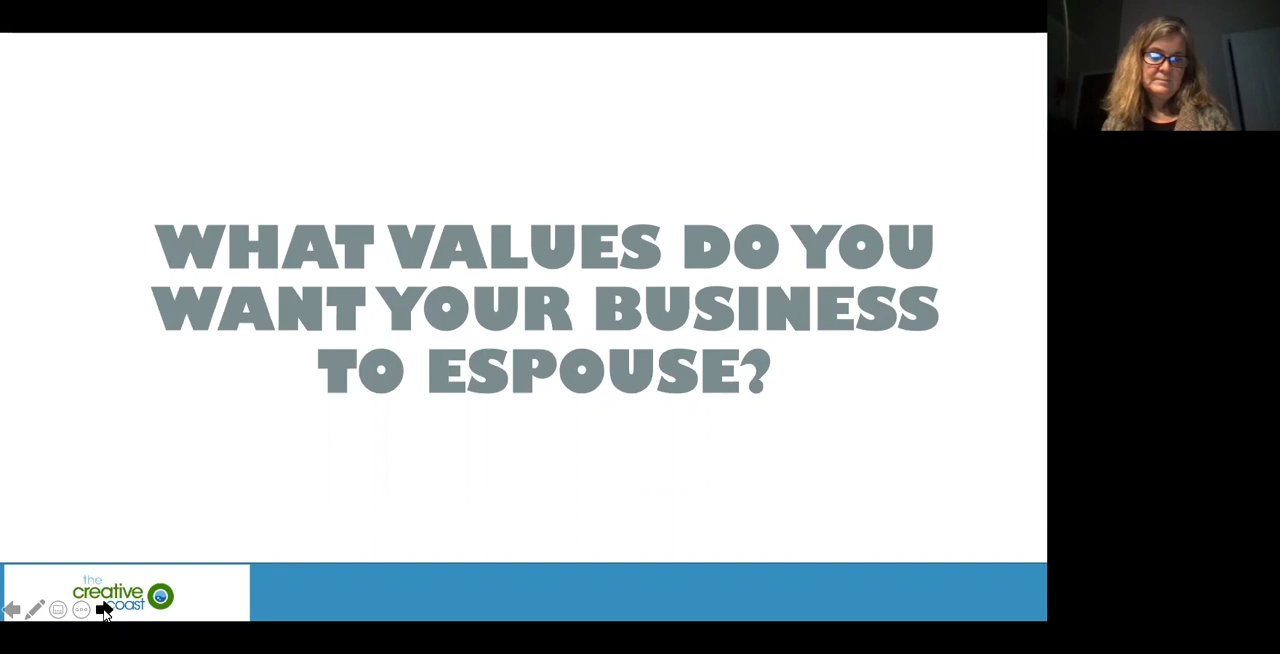 WHAT VALUES DO YOU
WANT YOUR BUSINESS
TO ESPOUSE?
the
creative
coast